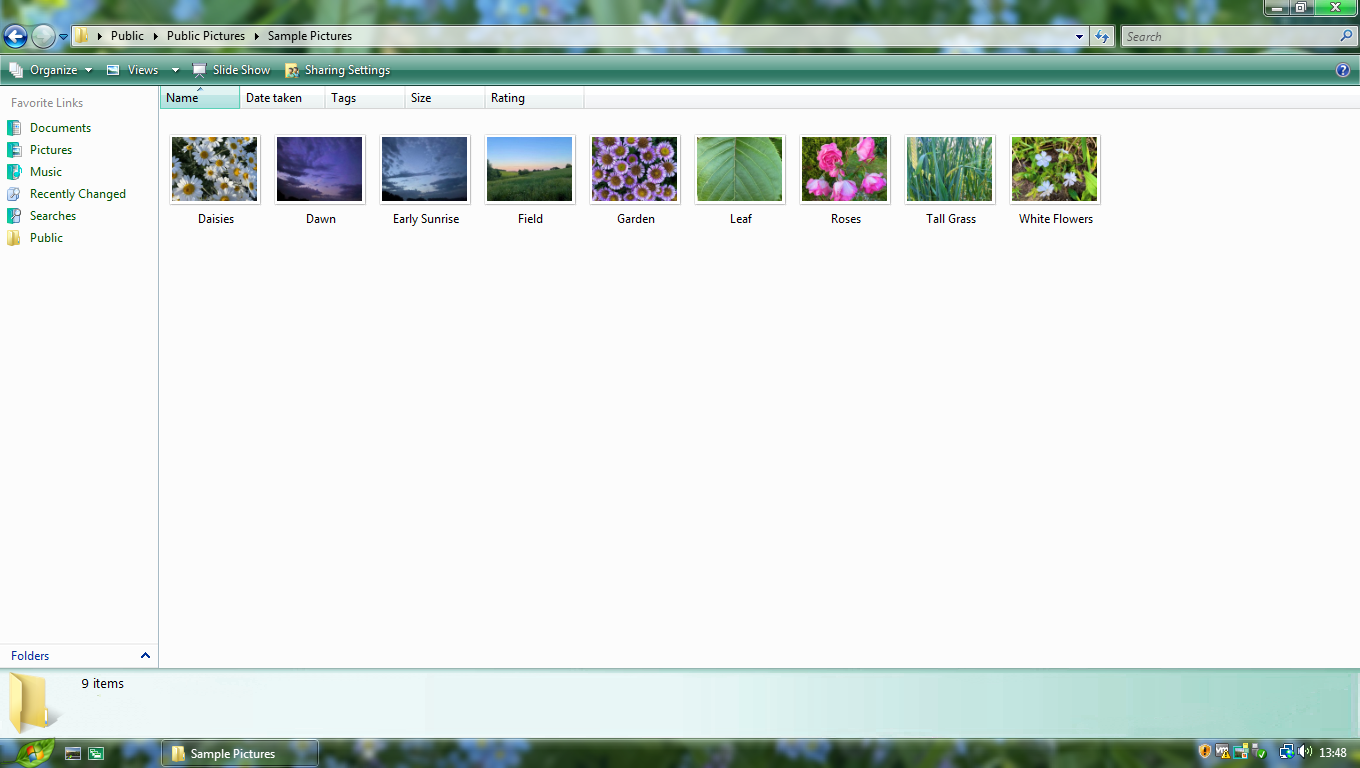 Public Public Pictures Sample Pictures Search
Organize Views Slide Show Sharing Settings
Favorite Links
Documents
Pictures
Music
Recently Changed
Searches
Public
Folders
Name Date taken Tags Size Rating
Daisies Dawn Early Sunrise Field Garden Leaf Roses Tall Grass White Flowers
9 items
Sample Pictures 13:48